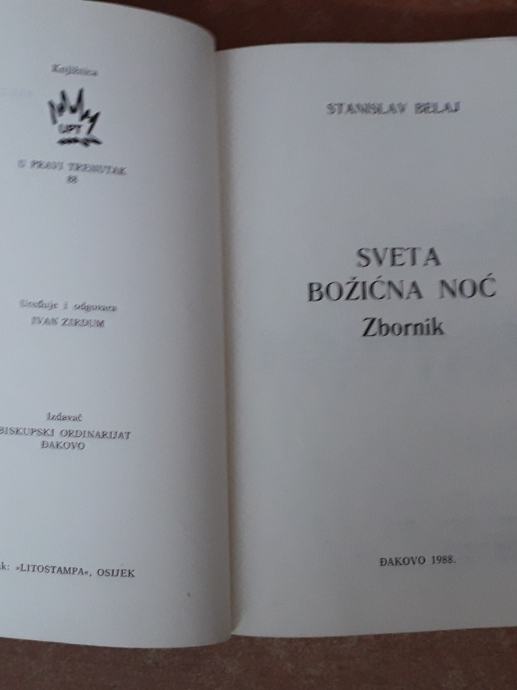 Knjižnica
UPT
U PRAVI TRENUTAK
88
Uređuje i odgovara
IVAN ZIRDUM
Izdavač
BISKUPSKI ORDINARIJAT
ĐAKOVO
k: »LITOSTAMPA«, OSIJEK
STANISLAV BELAJ
SVETA
BOŽIĆNA NOĆ
Zbornik
ĐAKOVO 1988.